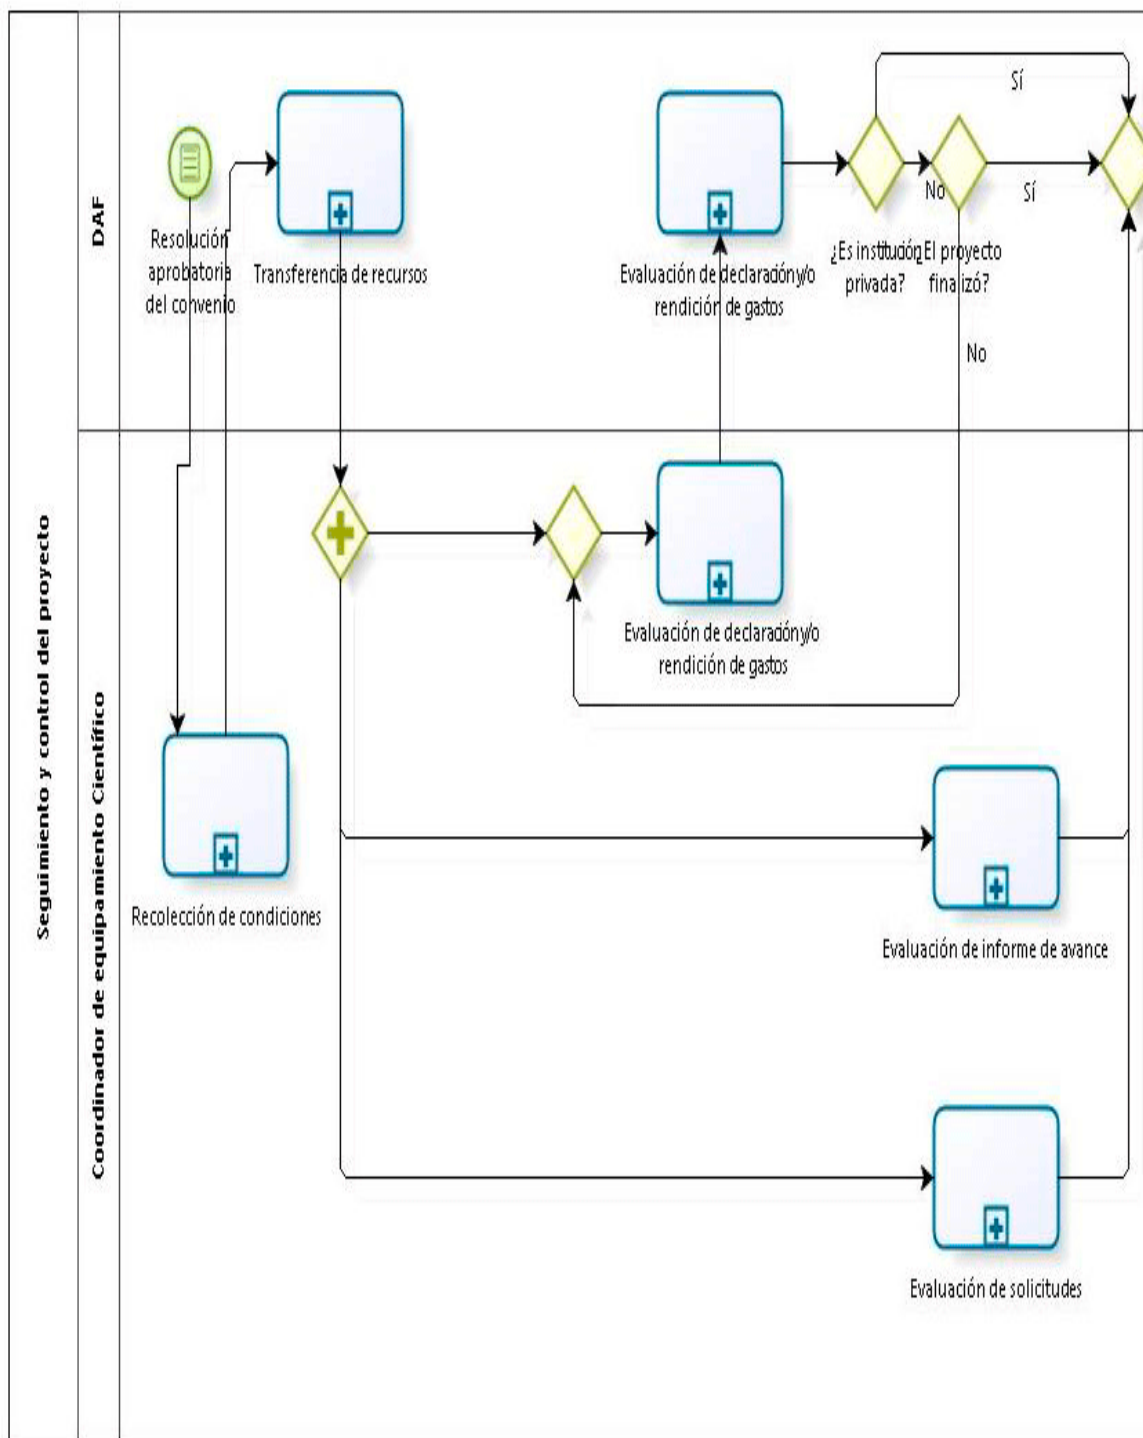 Seguimiento y control del proyecto
DAF
Coordinador de equipamiento Científico
Resolución
aprobatoria
del convenio
Transferencia de recursos
Evaluación de declaración y/o
rendición de gastos
¿Es institución
privada?
¿El proyecto
finalizó?
Sí
No
Sí
No
Evaluación de declaración y/o
rendición de gastos
Recolección de condiciones
Evaluación de informe de avance
Evaluación de solicitudes